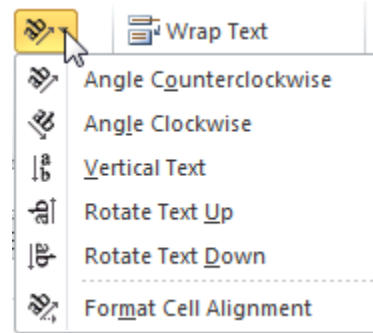 Wrap Text
Angle Counterclockwise
Angle Clockwise
Vertical Text
Rotate Text Up
Rotate Text Down
Format Cell Alignment